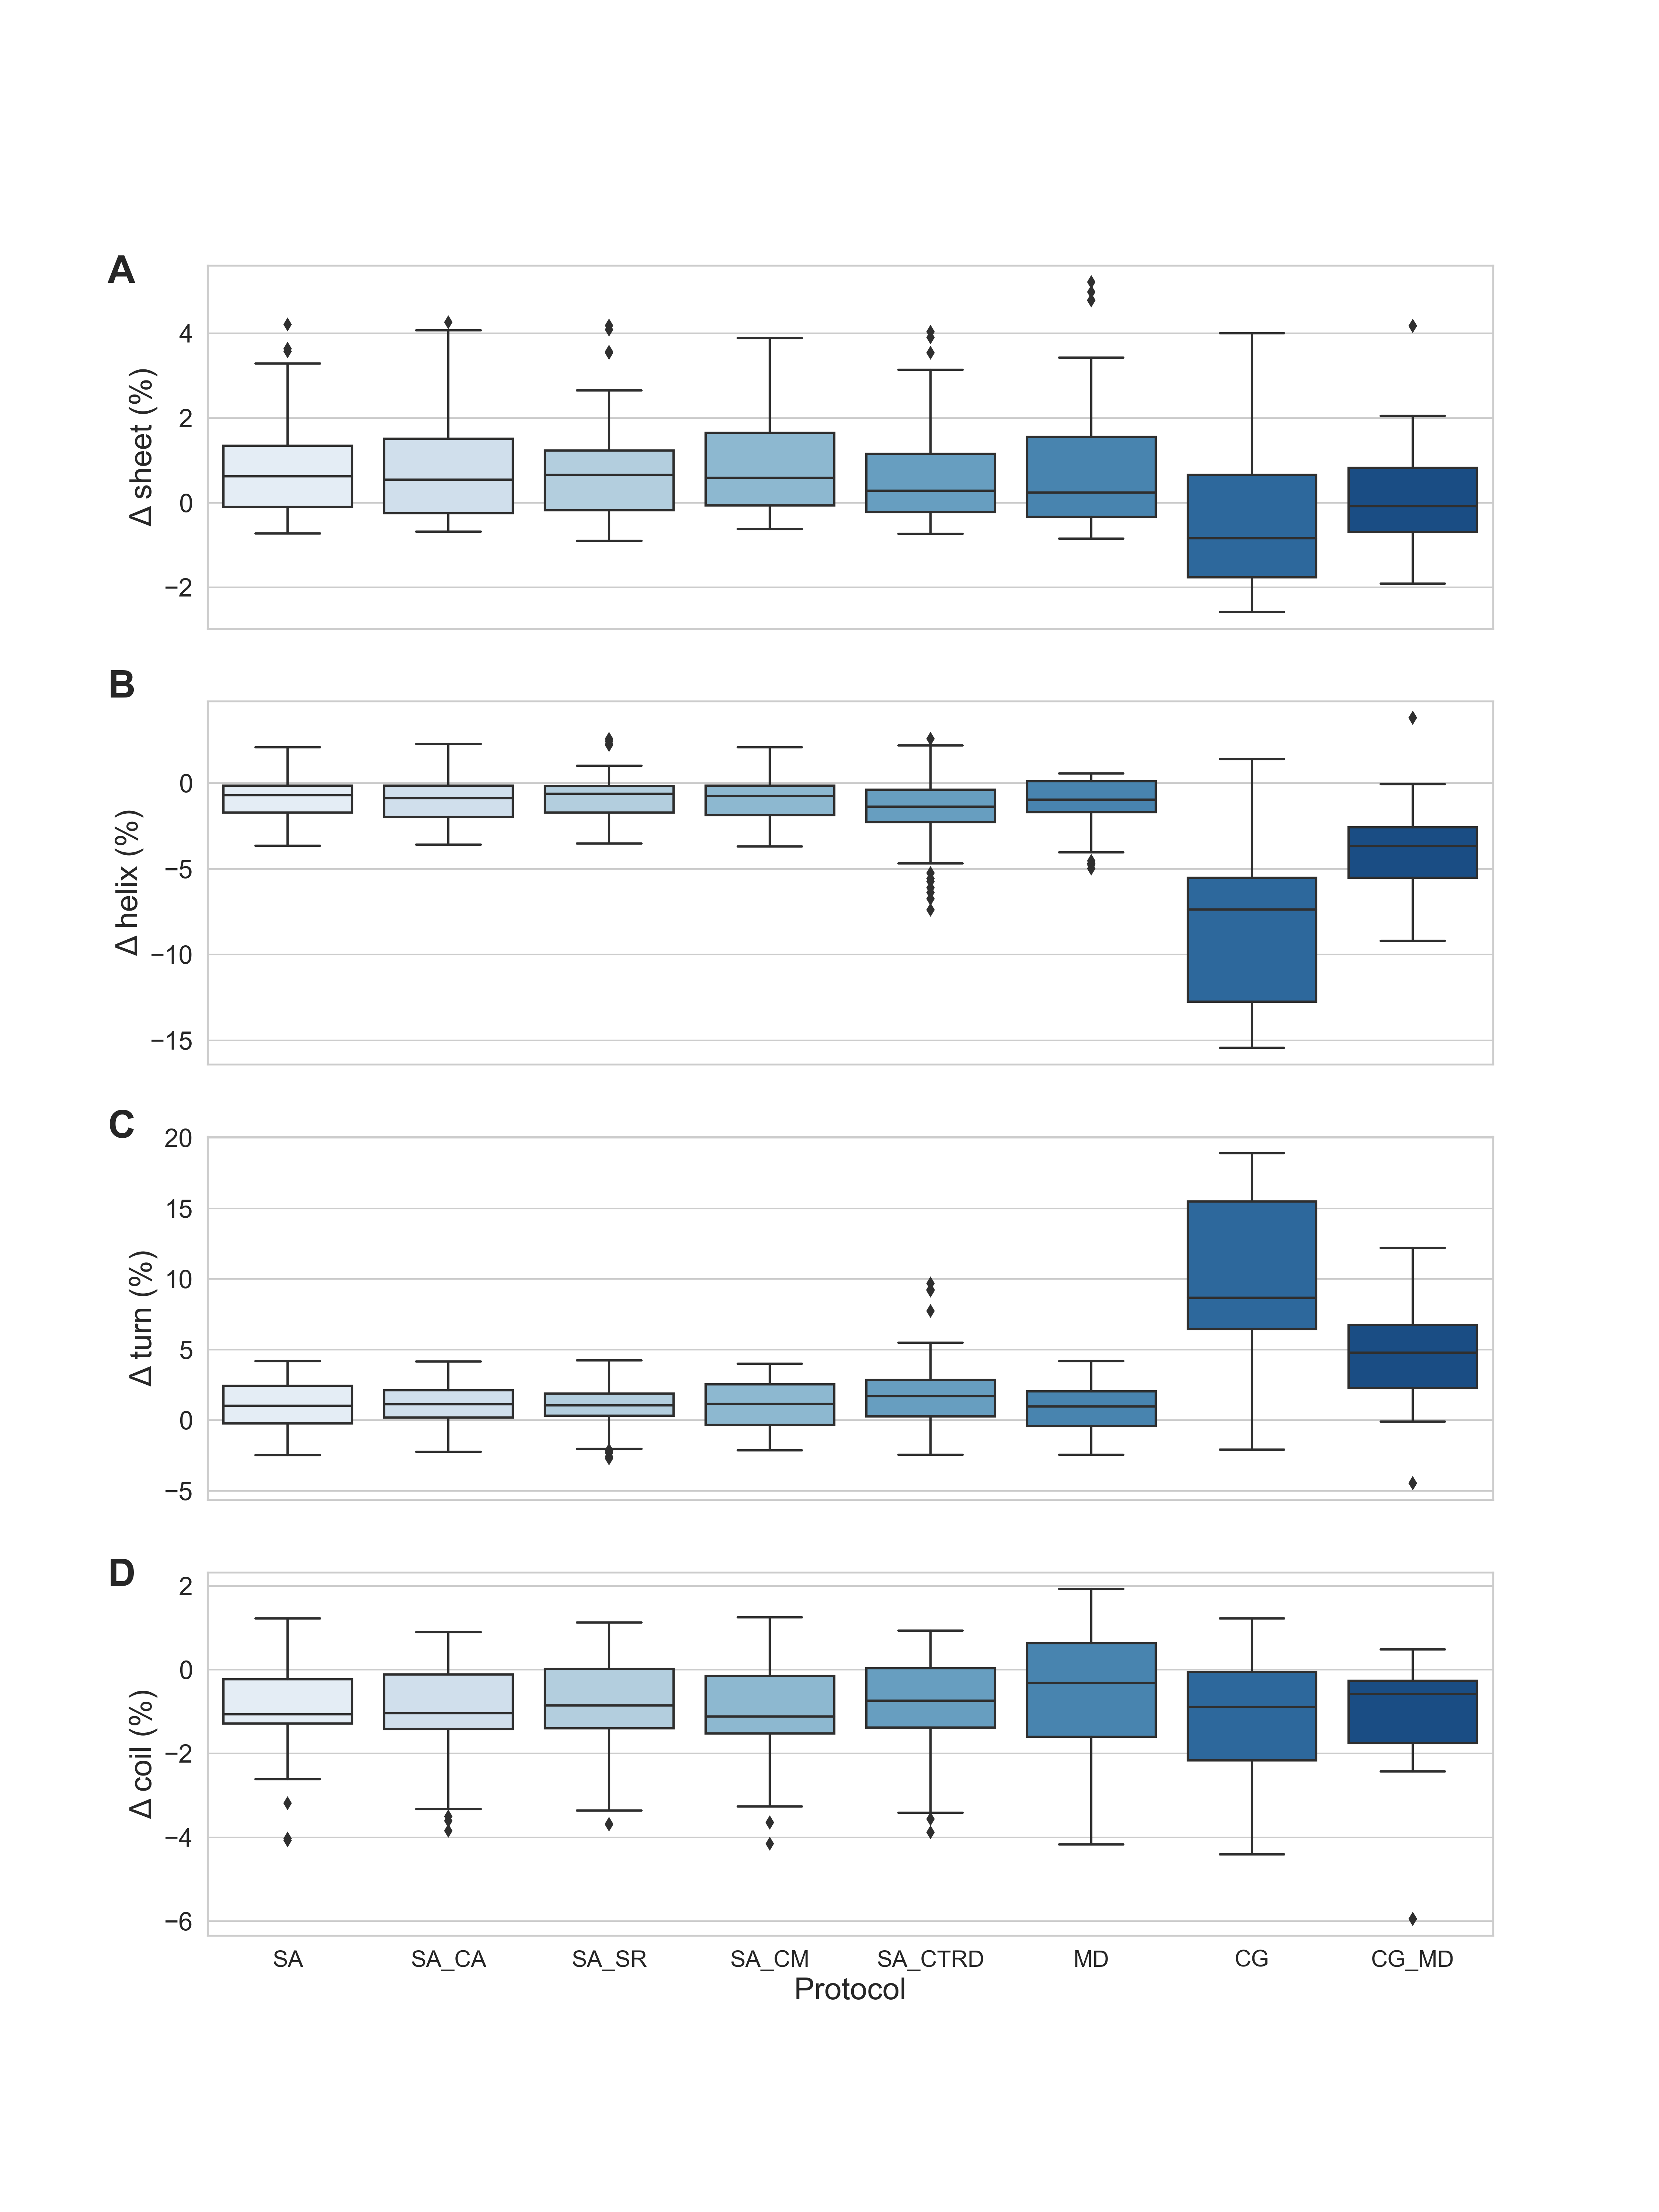 A
4
2
0
−2
Δ sheet (%)
B
0
−5
−10
−15
Δ helix (%)
C
20
15
10
5
0
−5
Δ turn (%)
D
2
0
−2
−4
−6
Δ coil (%)
SA SA_CA SA_SR SA_CM SA_CTRD MD CG CG_MD
Protocol